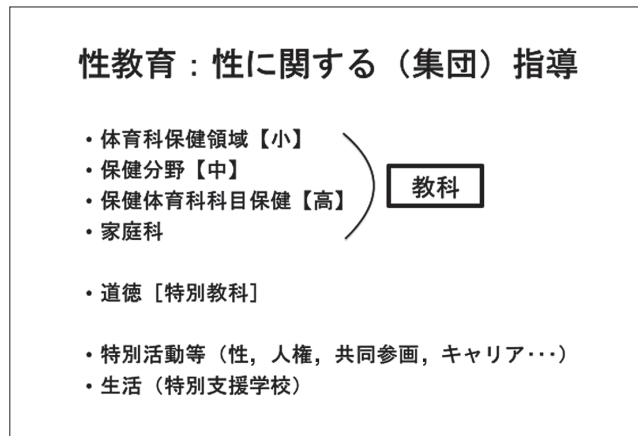 性教育：性に関する（集団）指導
・体育科保健領域【小】
・保健分野【中】
・保健体育科科目保健【高】
・家庭科
教科
・道徳［特別教科］
・特別活動等（性，人権，共同参画，キャリア･･･）
・生活（特別支援学校）